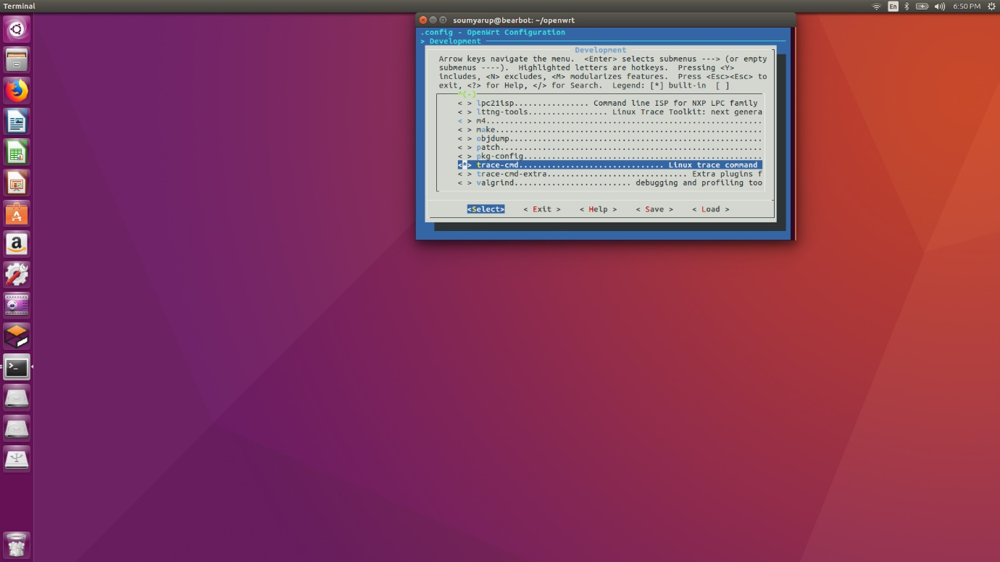 Terminal
En
6:50 PM
soumyarup@bearbot: ~/openwrt
.config - OpenWrt Configuration
> Development
Development
Arrow keys navigate the menu.  <Enter> selects submenus ---> (or empty
submenus ----).  Highlighted letters are hotkeys.  Pressing <Y>
includes, <N> excludes, <M> modularizes features.  Press <Esc><Esc> to
exit, <?> for Help, </> for Search.  Legend: [*] built-in  [ ]
^(-)
< > lpc21isp................ Command line ISP for NXP LPC family
< > lttng-tools................. Linux Trace Toolkit: next genera
< > m4...........................................................
< > make.........................................................
< > objdump......................................................
< > patch........................................................
< > pkg-config...................................................
<*> trace-cmd............................... Linux trace command
< > trace-cmd-extra.............................. Extra plugins f
< > valgrind......................... debugging and profiling too
<Select>    < Exit >    < Help >    < Save >    < Load >